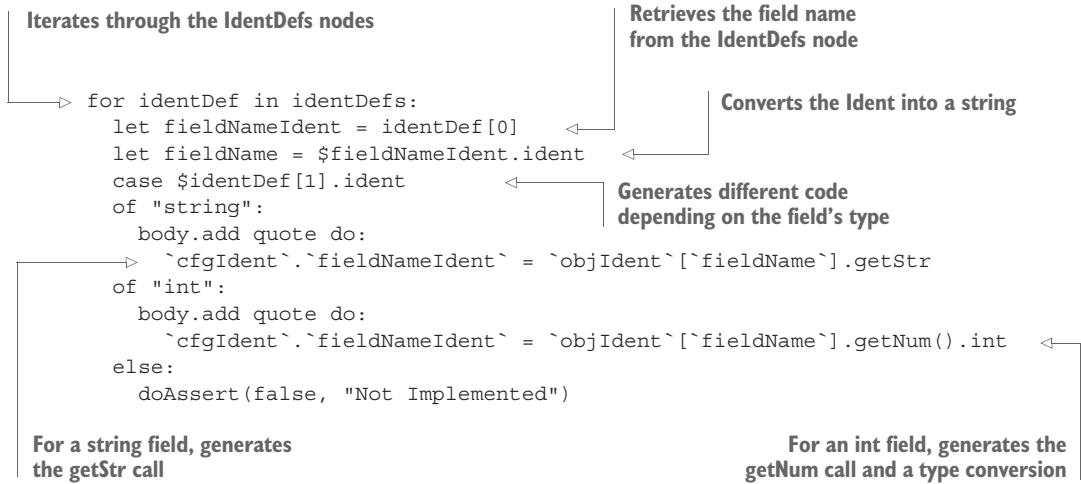 Iterates through the IdentDefs nodes
Retrieves the field name
from the IdentDefs node
for identDef in identDefs:
Converts the Ident into a string
let fieldNameIdent = identDef[0]
let fieldName = $fieldNameIdent.ident
case $identDef[1].ident
Generates different code
depending on the field's type
of "string":
body.add quote do:
`cfgIdent`.`fieldNameIdent` = `objIdent`[`fieldName`].getStr
of "int":
body.add quote do:
`cfgIdent`.`fieldNameIdent` = `objIdent`[`fieldName`].getNum().int
else:
doAssert(false, "Not Implemented")
For a string field, generates
the getStr call
For an int field, generates the
getNum call and a type conversion